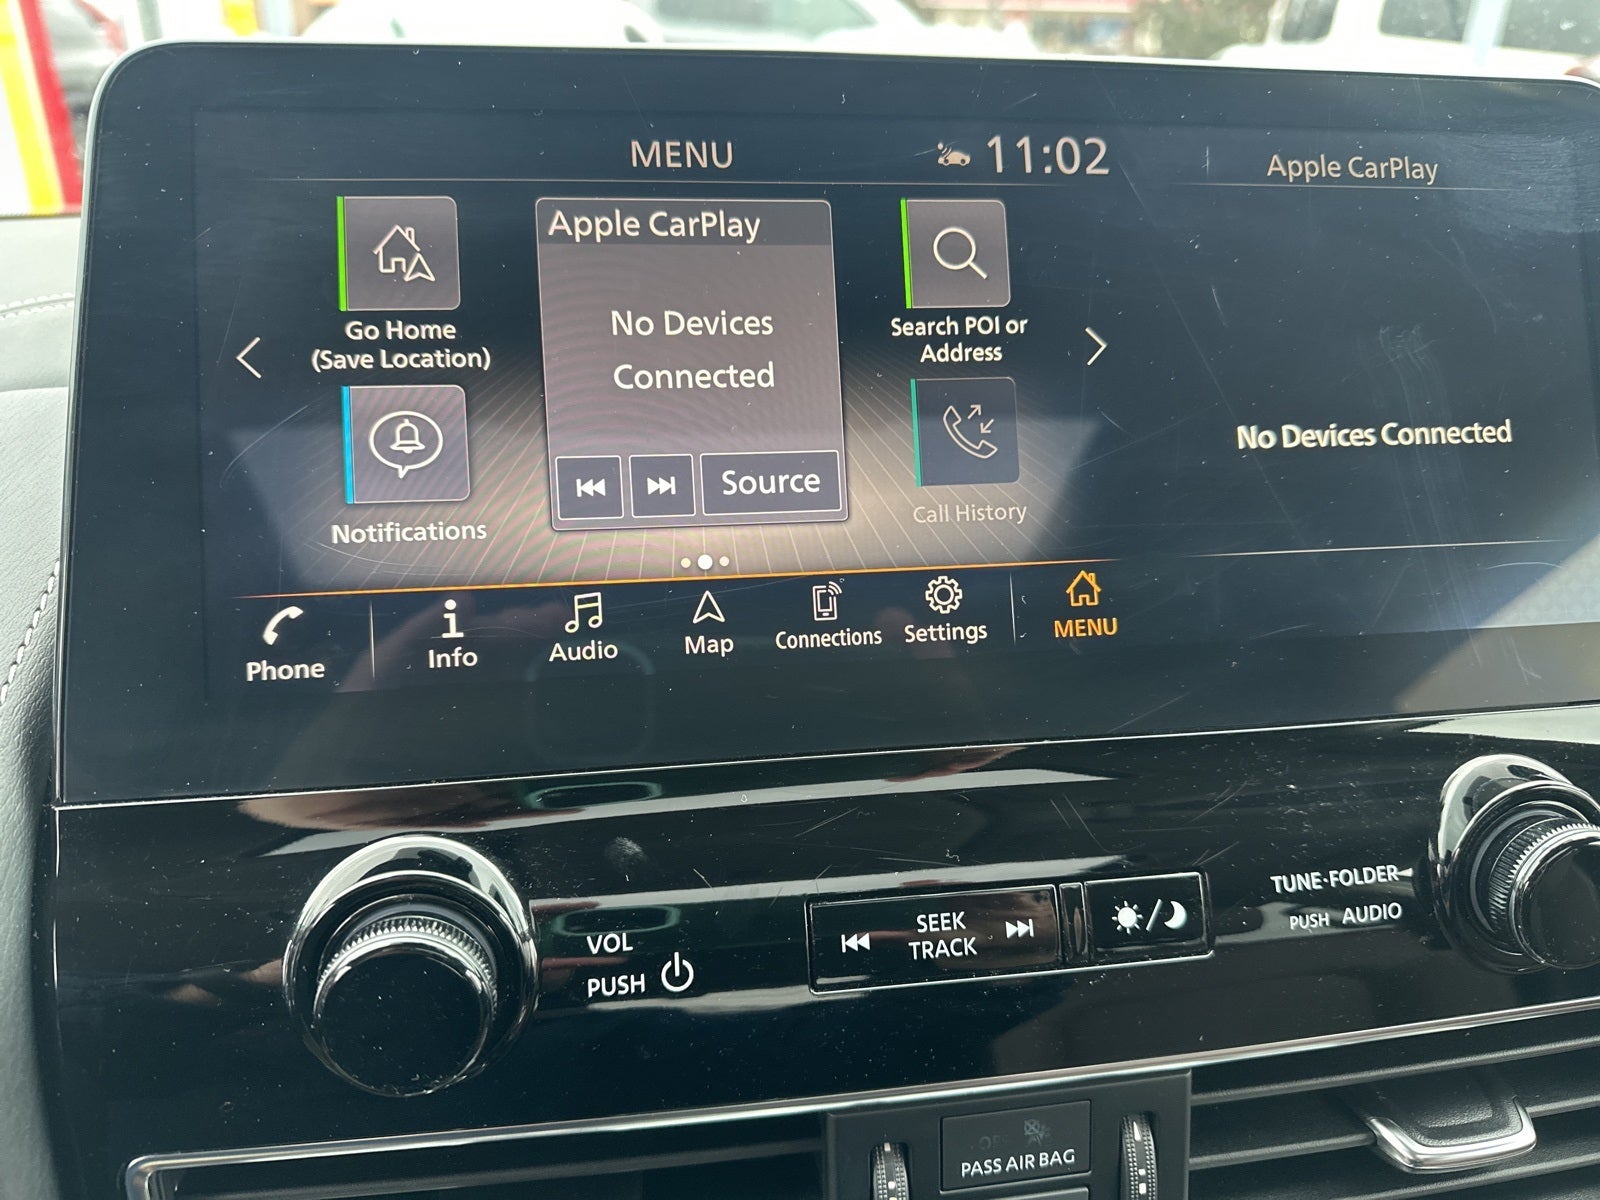 MENU
11:02
Apple CarPlay
Go Home
(Save Location)
Notifications
Apple CarPlay
No Devices
Connected
Source
Search POI or
Address
Call History
No Devices Connected
Phone
Info
Audio
Map
Connections
Settings
MENU
VOL
PUSH
SEEK
TRACK
TUNE·FOLDER
PUSH AUDIO
PASS AIR BAG